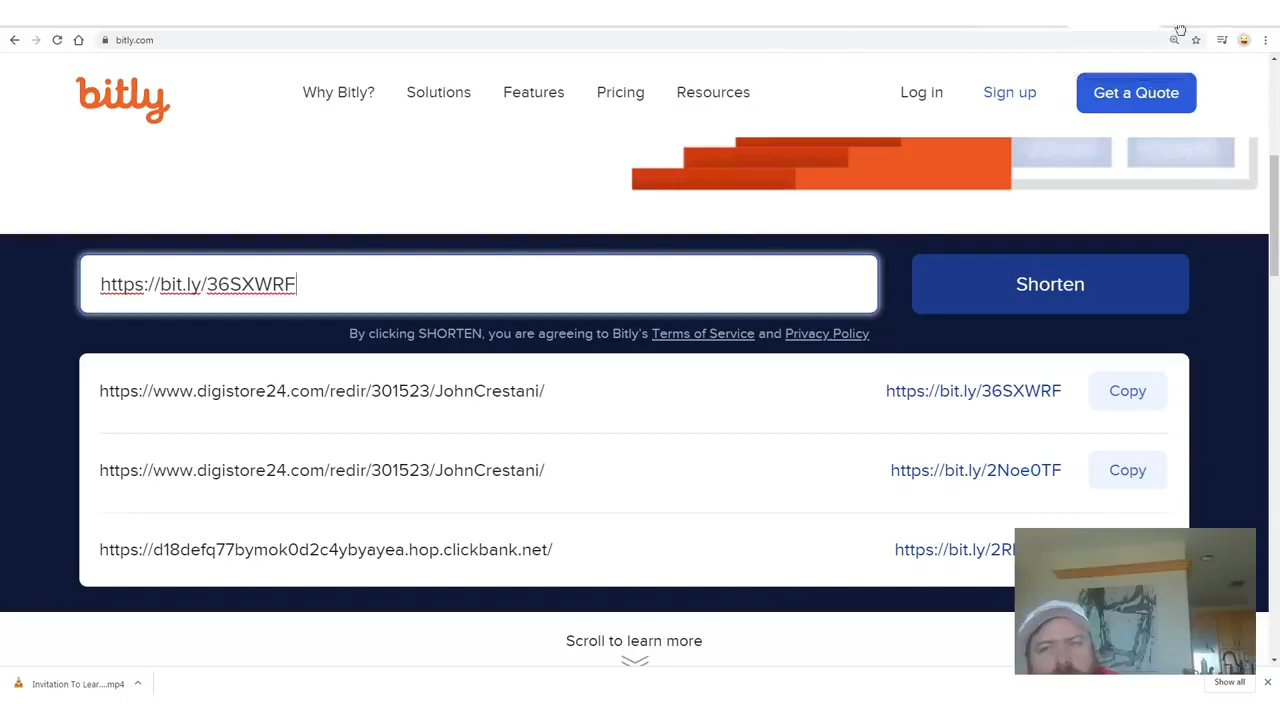 bitly.com
bitly
Why Bitly? Solutions Features Pricing Resources Log in Sign up Get a Quote
https://bit.ly/36SXWRF Shorten
By clicking SHORTEN, you are agreeing to Bitly's Terms of Service and Privacy Policy
https://www.digistore24.com/redir/301523/JohnCrestani/ https://bit.ly/36SXWRF Copy
https://www.digistore24.com/redir/301523/JohnCrestani/ https://bit.ly/2Noe0TF Copy
https://d18defq77bymok0d2c4ybyayea.hop.clickbank.net/
Scroll to learn more
Invitation To Lear....mp4 Show all